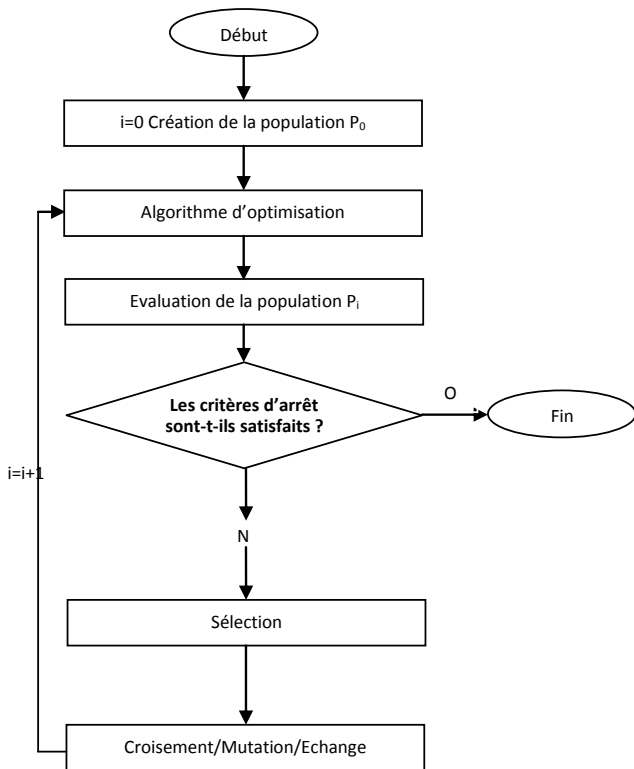 Début
i=0 Création de la population P₀
Algorithme d’optimisation
Evaluation de la population Pᵢ
Les critères d’arrêt
sont-t-ils satisfaits ?
O
Fin
i=i+1
N
Sélection
Croisement/Mutation/Echange